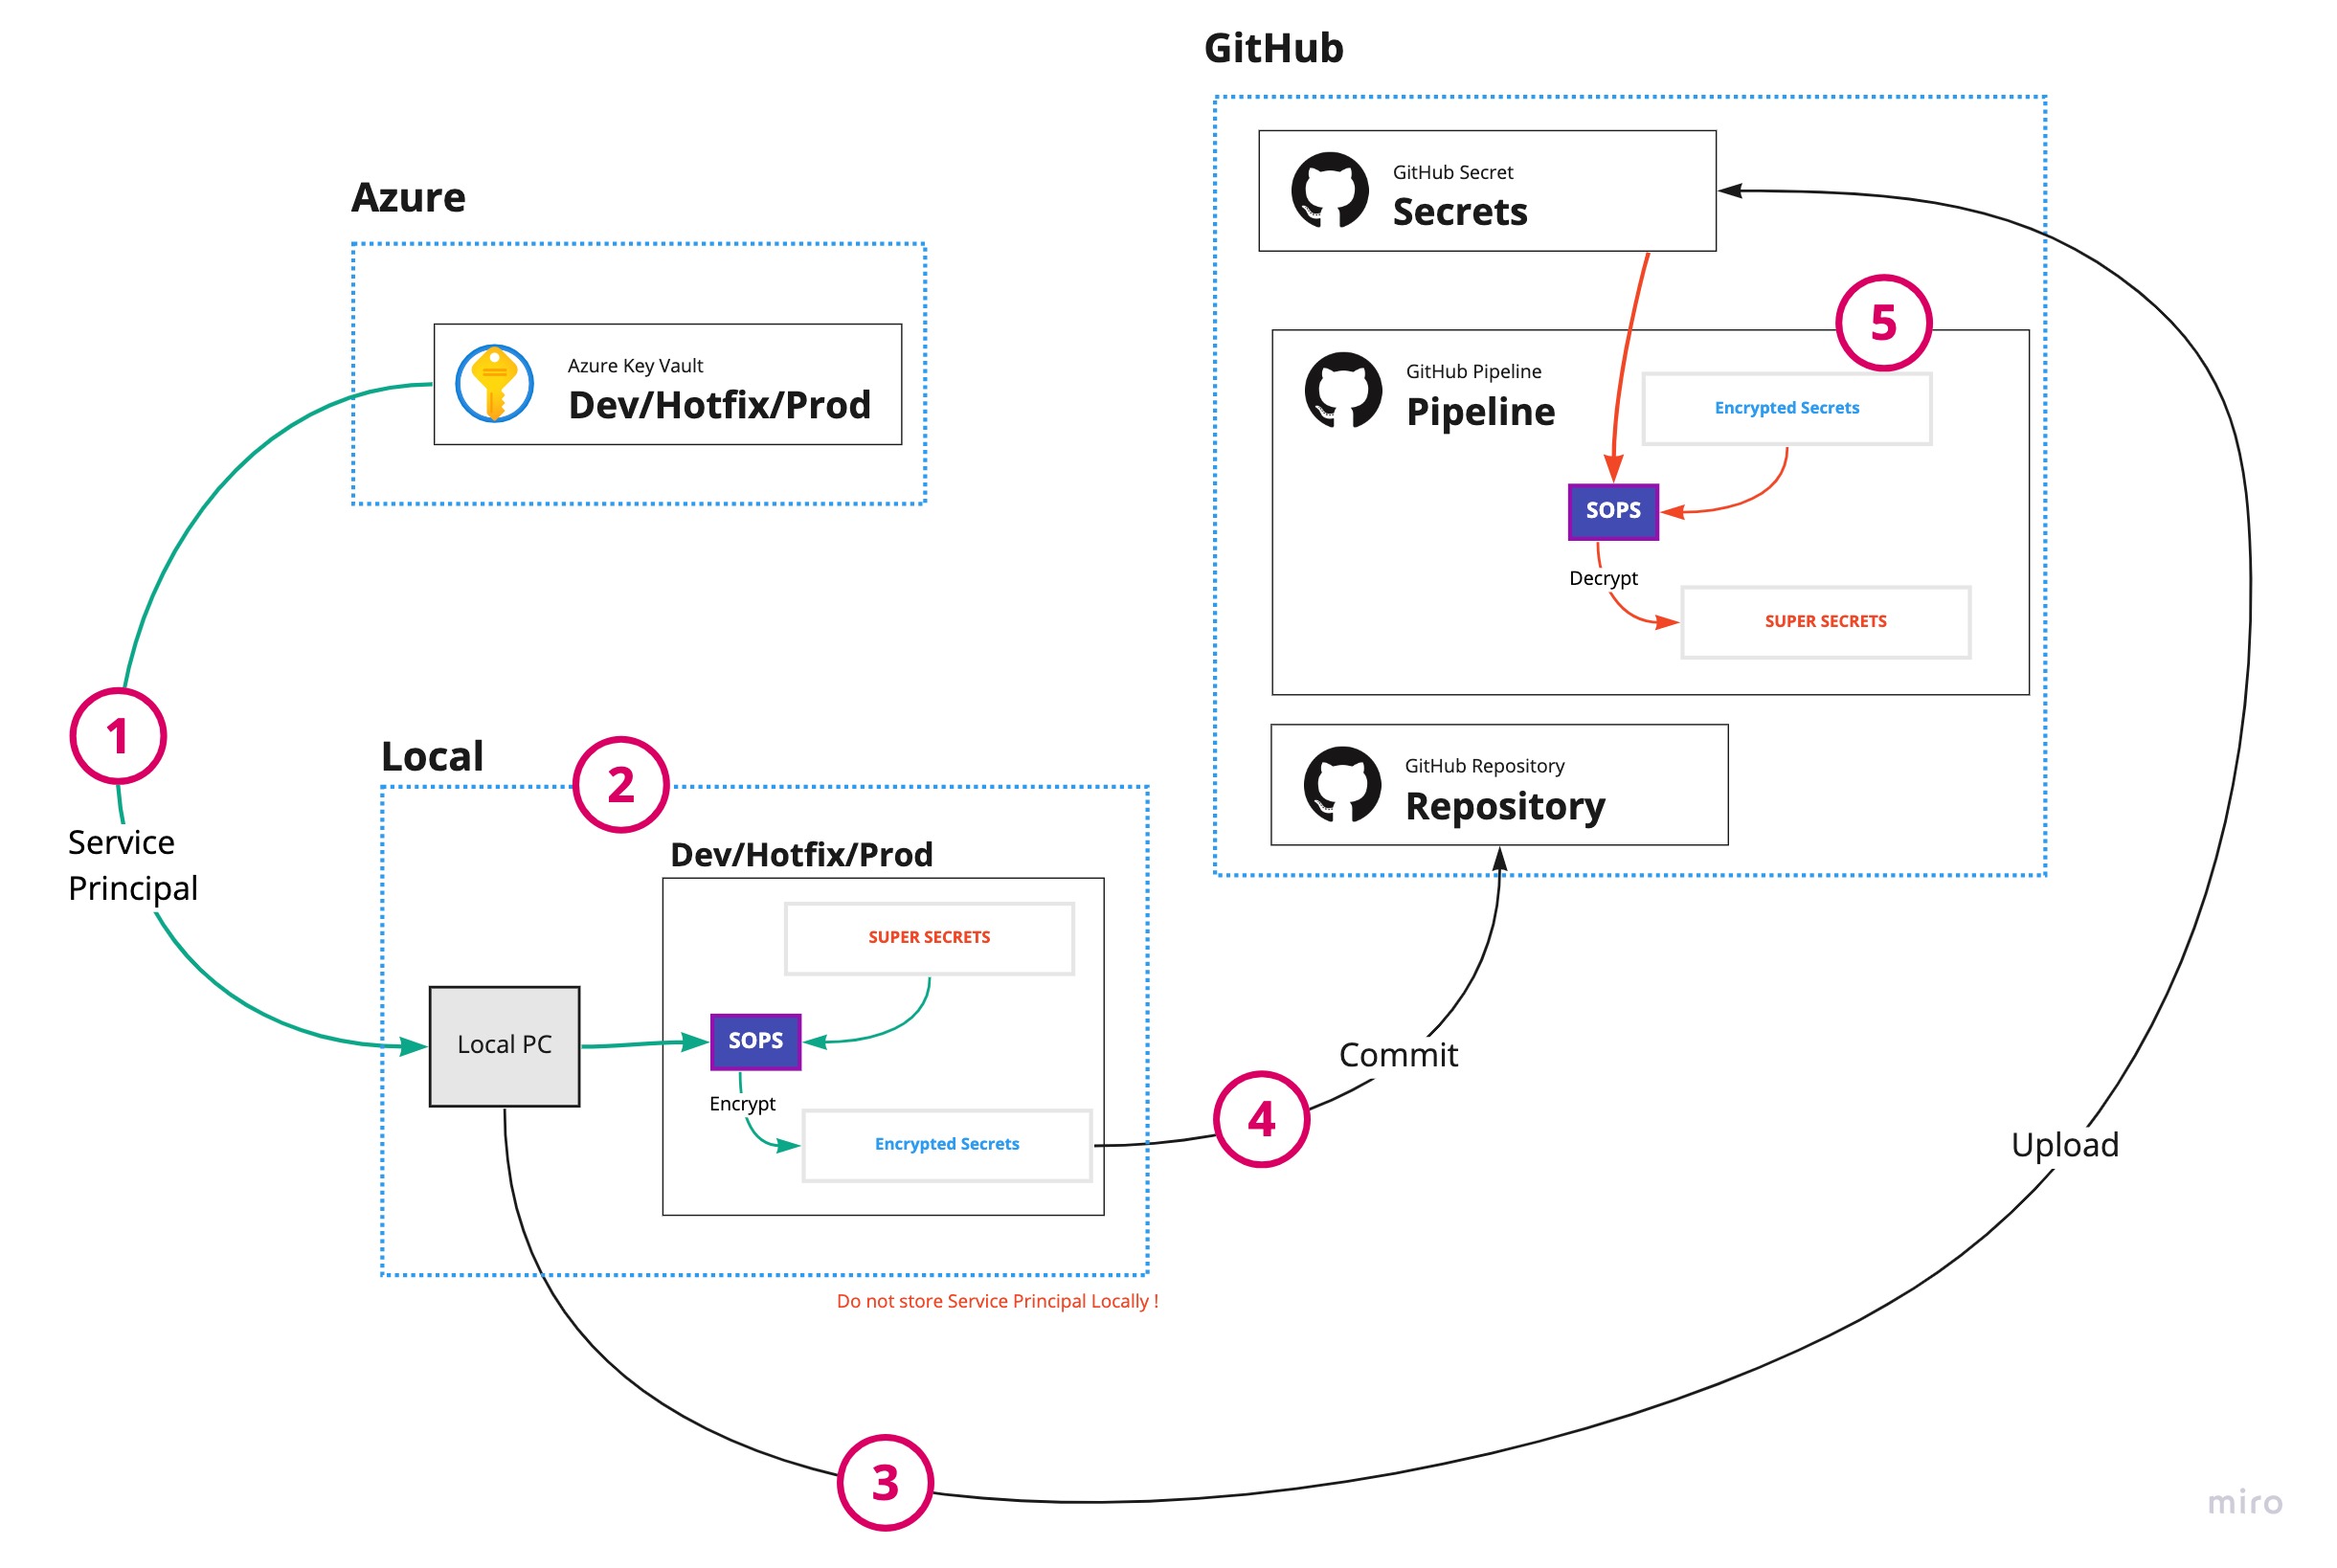 GitHub
GitHub Secret
Secrets
Azure
Azure Key Vault
Dev/Hotfix/Prod
5
GitHub Pipeline
Pipeline
Encrypted Secrets
SOPS
Decrypt
SUPER SECRETS
1
Service
Principal
Local
2
GitHub Repository
Repository
Dev/Hotfix/Prod
SUPER SECRETS
Local PC
SOPS
Encrypt
Encrypted Secrets
4
Commit
Upload
Do not store Service Principal Locally !
3
miro